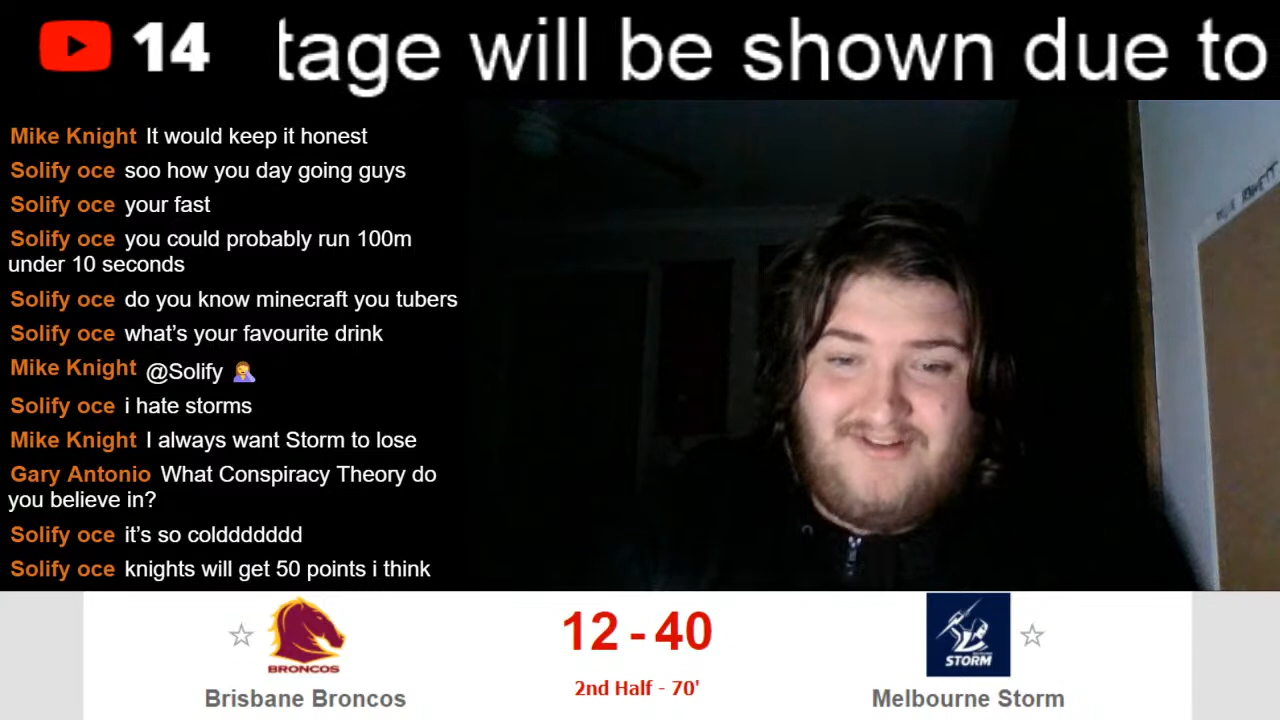 14
tage will be shown due to
Mike Knight It would keep it honest
Solify oce soo how you day going guys
Solify oce your fast
Solify oce you could probably run 100m
under 10 seconds
Solify oce do you know minecraft you tubers
Solify oce what's your favourite drink
Mike Knight @Solify 🤦‍♀️
Solify oce i hate storms
Mike Knight I always want Storm to lose
Gary Antonio What Conspiracy Theory do
you believe in?
Solify oce it's so colddddddd
Solify oce knights will get 50 points i think
BRONCOS
Brisbane Broncos
12 - 40
2nd Half - 70'
STORM
Melbourne Storm